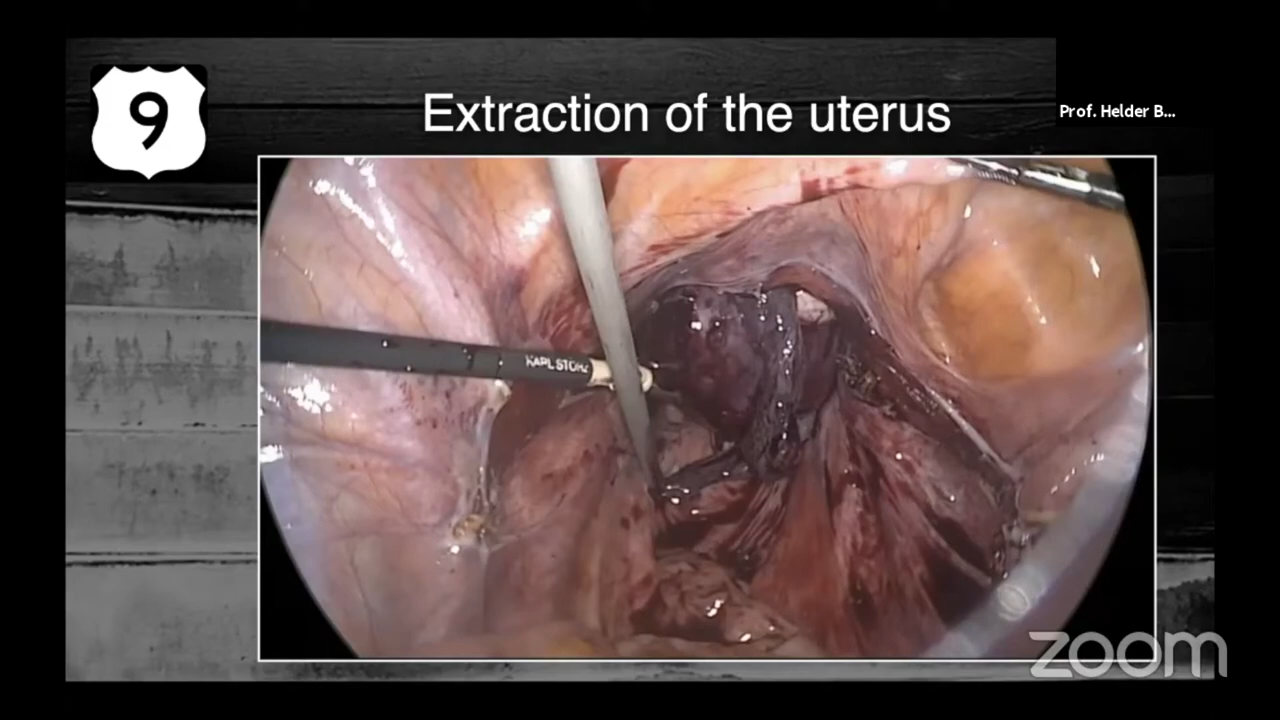 9
Extraction of the uterus
Prof. Helder B...
KARL STORZ
zoom